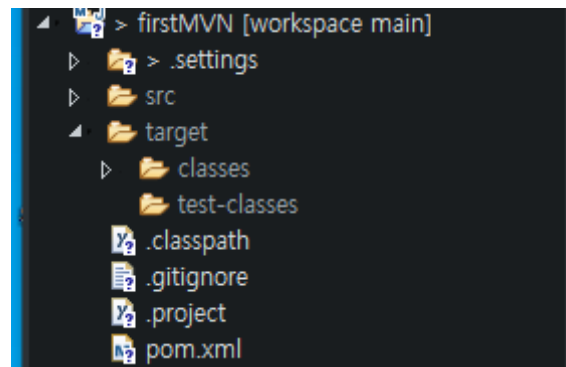 > firstMVN [workspace main]
> .settings
src
target
classes
test-classes
.classpath
.gitignore
.project
pom.xml